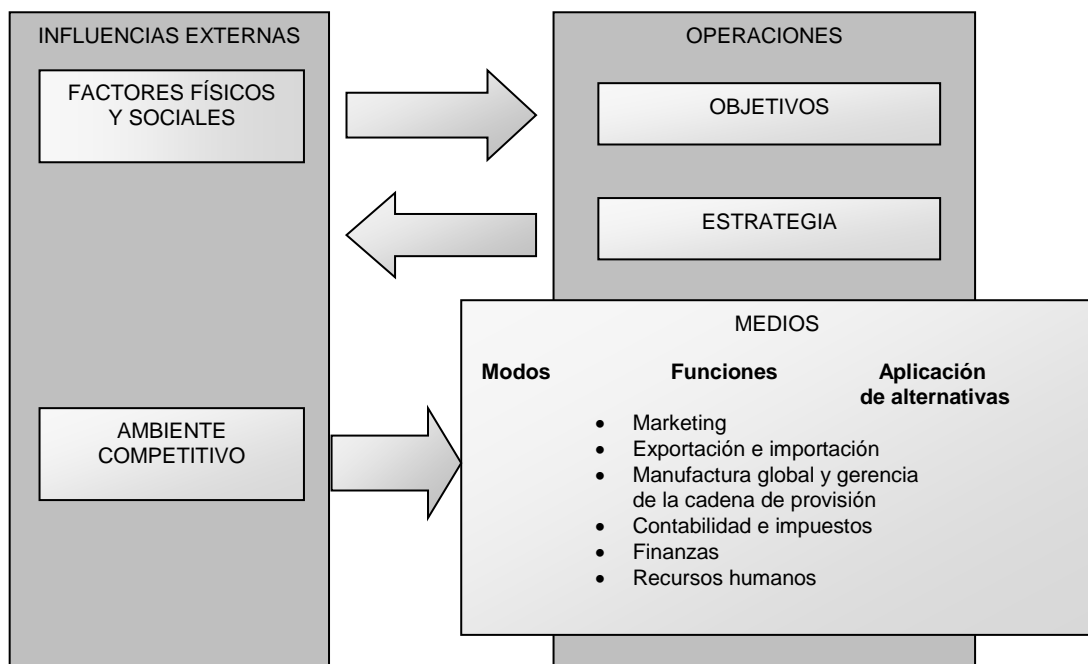 INFLUENCIAS EXTERNAS
FACTORES FÍSICOS
Y SOCIALES
AMBIENTE
COMPETITIVO
OPERACIONES
OBJETIVOS
ESTRATEGIA
MEDIOS
Modos
Funciones
• Marketing
• Exportación e importación
• Manufactura global y gerencia
de la cadena de provisión
• Contabilidad e impuestos
• Finanzas
• Recursos humanos
Aplicación
de alternativas